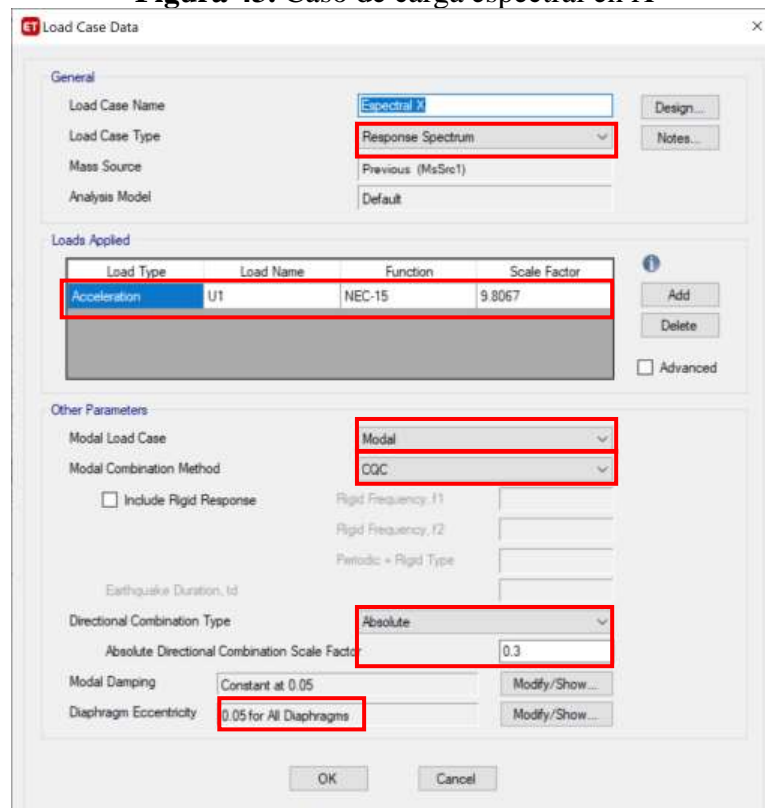 Figura 43. Caso de carga espectral en X
ET Load Case Data ×
General
Load Case Name Espectral X Design...
Load Case Type Response Spectrum Notes...
Mass Source Previous (MsSrc1)
Analysis Model Default
Loads Applied
Load Type Load Name Function Scale Factor
Acceleration U1 NEC-15 9.8067 Add
Delete
Advanced
Other Parameters
Modal Load Case Modal
Modal Combination Method CQC
Include Rigid Response Rigid Frequency, f1
Rigid Frequency, f2
Periodic + Rigid Type
Earthquake Duration, td
Directional Combination Type Absolute
Absolute Directional Combination Scale Factor 0.3
Modal Damping Constant at 0.05 Modify/Show...
Diaphragm Eccentricity 0.05 for All Diaphragms Modify/Show...
OK Cancel